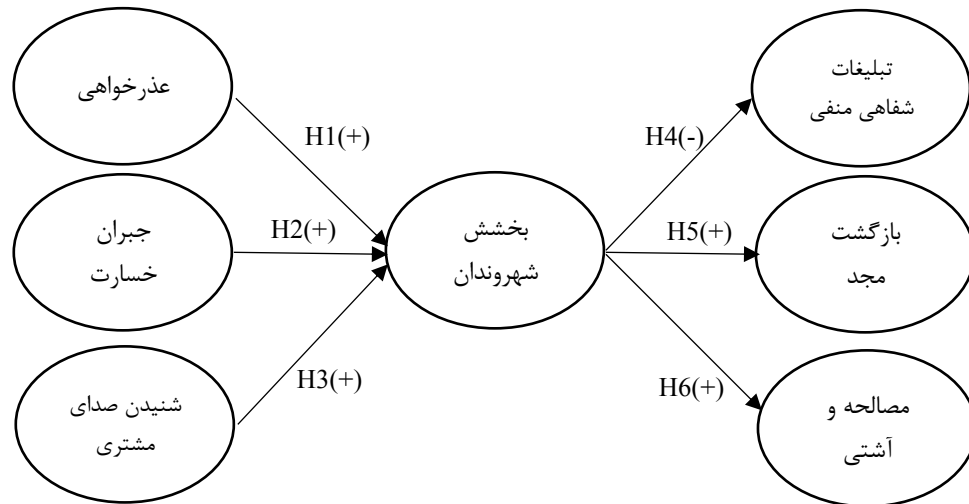 عذرخواهی
جبران
خسارت
شنیدن صدای
مشتری
H1(+)
H2(+)
H3(+)
بخشش
شهروندان
H4(-)
H5(+)
H6(+)
تبلیغات
شفاهی منفی
بازگشت
مجد
مصالحه و
آشتی